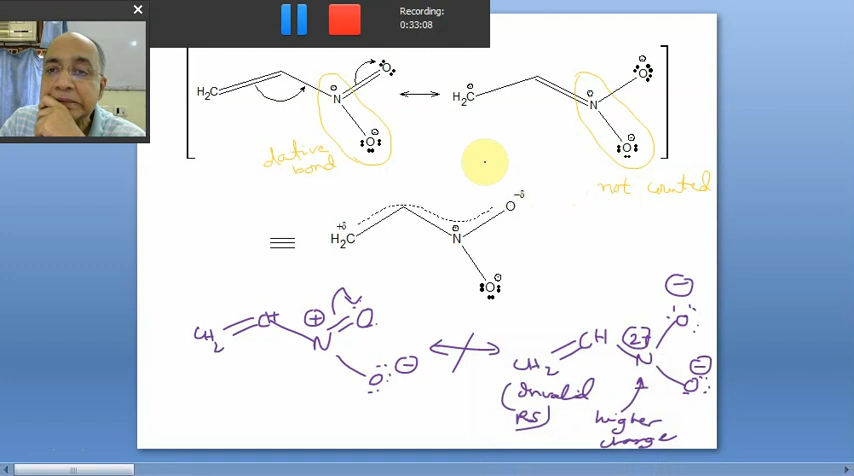 Recording:
0:33:08
H₂C N⊕ O O⊖ ↔ H₂C⊕ N⊕ O⊖ O⊖
dative
bond
not counted
≡ H₂C +δ N⊕ O −δ O⊖
CH₂ CH N⊕ O O⊖ CH₂ CH N 2+ O⊖ O⊖
(Invalid
RS)
higher
charge